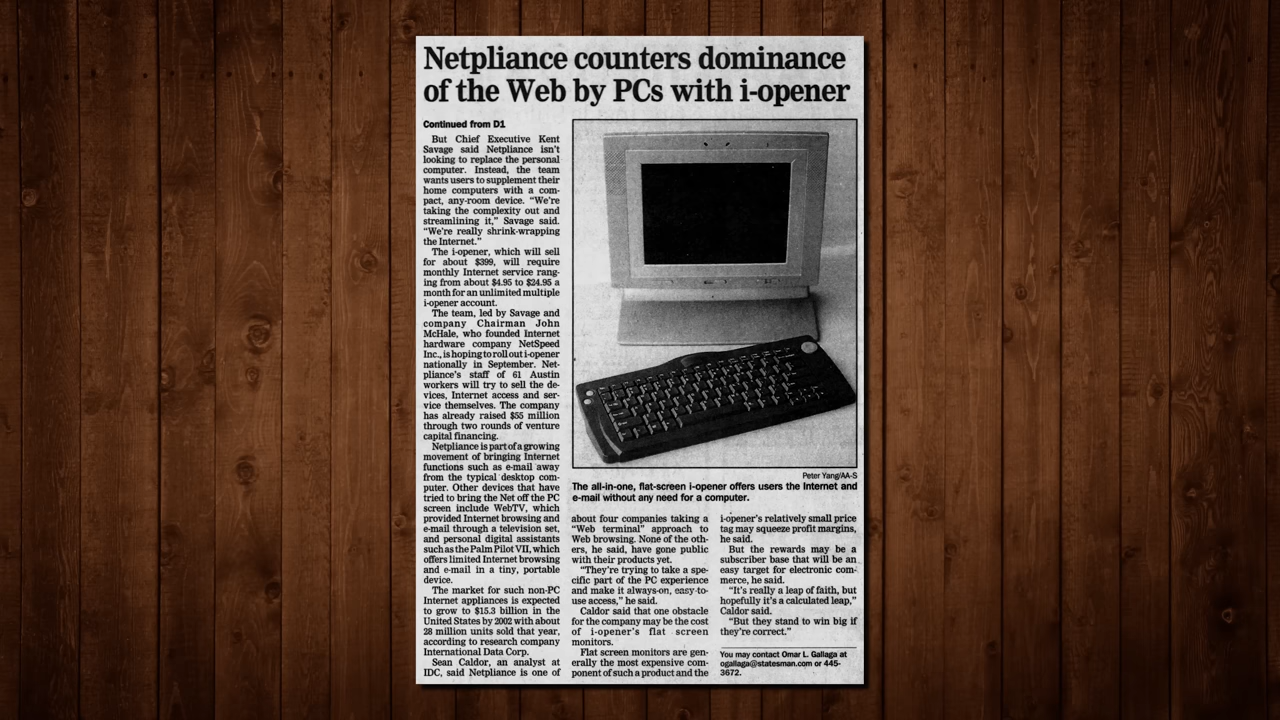 Netpliance counters dominance
of the Web by PCs with i-opener
Continued from D1
But Chief Executive Kent
Savage said Netpliance isn't
looking to replace the personal
computer. Instead, the team
wants users to supplement their
home computers with a com-
pact, any-room device. "We're
taking the complexity out and
streamlining it," Savage said.
"We're really shrink-wrapping
the Internet."
The i-opener, which will sell
for about $399, will require
monthly Internet service rang-
ing from about $4.95 to $24.95 a
month for an unlimited multiple
i-opener account.
The team, led by Savage and
company Chairman John
McHale, who founded Internet
hardware company NetSpeed
Inc., is hoping to roll out i-opener
nationally in September. Net-
pliance's staff of 61 Austin
workers will try to sell the de-
vices, Internet access and ser-
vice themselves. The company
has already raised $55 million
through two rounds of venture
capital financing.
Netpliance is part of a growing
movement of bringing Internet
functions such as e-mail away
from the typical desktop com-
puter. Other devices that have
tried to bring the Net off the PC
screen include WebTV, which
provided Internet browsing and
e-mail through a television set,
and personal digital assistants
such as the Palm Pilot VII, which
offers limited Internet browsing
and e-mail in a tiny, portable
device.
The market for such non-PC
Internet appliances is expected
to grow to $15.3 billion in the
United States by 2002 with about
28 million units sold that year,
according to research company
International Data Corp.
Sean Caldor, an analyst at
IDC, said Netpliance is one of
Peter Yang/AA-S
The all-in-one, flat-screen i-opener offers users the Internet and
e-mail without any need for a computer.
about four companies taking a
"Web terminal" approach to
Web browsing. None of the oth-
ers, he said, have gone public
with their products yet.
"They're trying to take a spe-
cific part of the PC experience
and make it always-on, easy-to-
use access," he said.
Caldor said that one obstacle
for the company may be the cost
of i-opener's flat screen
monitors.
Flat screen monitors are gen-
erally the most expensive com-
ponent of such a product and the
i-opener's relatively small price
tag may squeeze profit margins,
he said.
But the rewards may be a
subscriber base that will be an
easy target for electronic com-
merce, he said.
"It's really a leap of faith, but
hopefully it's a calculated leap,"
Caldor said.
"But they stand to win big if
they're correct."
You may contact Omar L. Gallaga at
ogallaga@statesman.com or 445-
3672.